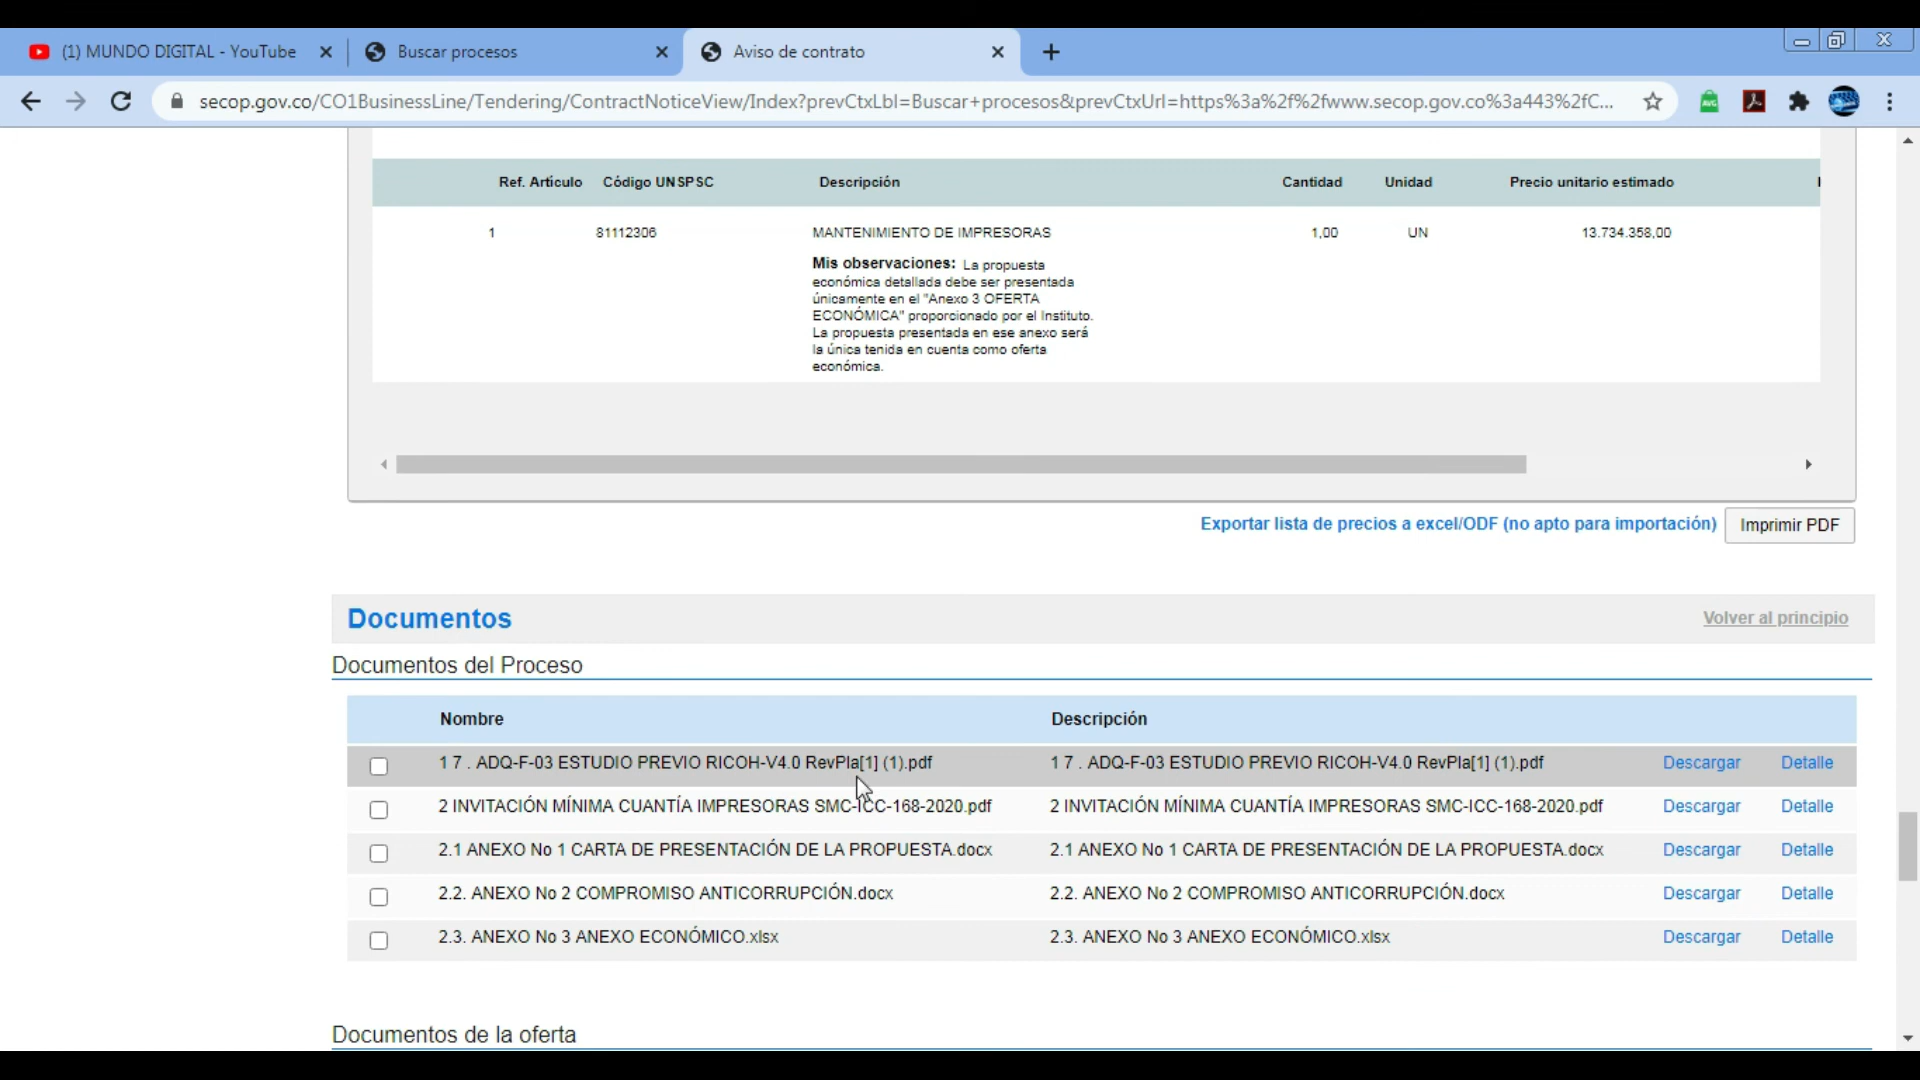 (1) MUNDO DIGITAL - YouTube
Buscar procesos
Aviso de contrato
secop.gov.co/CO1BusinessLine/Tendering/ContractNoticeView/Index?prevCtxLbl=Buscar+procesos&prevCtxUrl=https%3a%2f%2fwww.secop.gov.co%3a443%2fC...
Ref. Artículo Código UNSPSC Descripción Cantidad Unidad Precio unitario estimado
1 81112306 MANTENIMIENTO DE IMPRESORAS 1,00 UN 13.734.358,00
Mis observaciones: La propuesta
económica detallada debe ser presentada
únicamente en el "Anexo 3 OFERTA
ECONÓMICA" proporcionado por el Instituto.
La propuesta presentada en ese anexo será
la única tenida en cuenta como oferta
económica.
Exportar lista de precios a excel/ODF (no apto para importación) Imprimir PDF
Documentos Volver al principio
Documentos del Proceso
Nombre Descripción
1 7 . ADQ-F-03 ESTUDIO PREVIO RICOH-V4.0 RevPla[1] (1).pdf 1 7 . ADQ-F-03 ESTUDIO PREVIO RICOH-V4.0 RevPla[1] (1).pdf Descargar Detalle
2 INVITACIÓN MÍNIMA CUANTÍA IMPRESORAS SMC-ICC-168-2020.pdf 2 INVITACIÓN MÍNIMA CUANTÍA IMPRESORAS SMC-ICC-168-2020.pdf Descargar Detalle
2.1 ANEXO No 1 CARTA DE PRESENTACIÓN DE LA PROPUESTA.docx 2.1 ANEXO No 1 CARTA DE PRESENTACIÓN DE LA PROPUESTA.docx Descargar Detalle
2.2. ANEXO No 2 COMPROMISO ANTICORRUPCIÓN.docx 2.2. ANEXO No 2 COMPROMISO ANTICORRUPCIÓN.docx Descargar Detalle
2.3. ANEXO No 3 ANEXO ECONÓMICO.xlsx 2.3. ANEXO No 3 ANEXO ECONÓMICO.xlsx Descargar Detalle
Documentos de la oferta